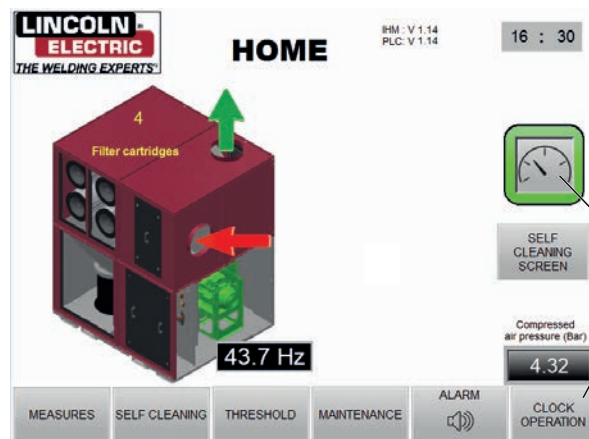 LINCOLN
ELECTRIC
THE WELDING EXPERTS®
HOME
IHM : V 1.14
PLC: V 1.14
16 : 30
4
Filter cartridges
SELF
CLEANING
SCREEN
Compressed
air pressure (Bar)
4.32
43.7 Hz
MEASURES
SELF CLEANING
THRESHOLD
MAINTENANCE
ALARM
CLOCK
OPERATION